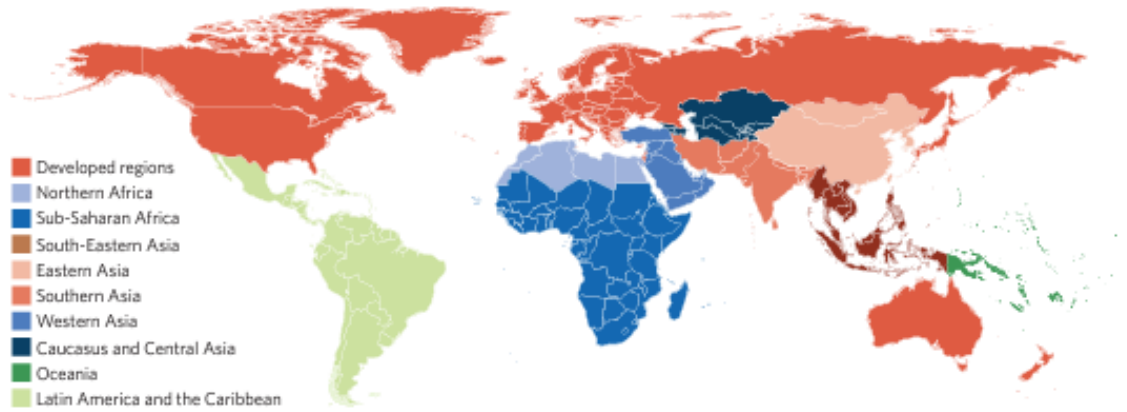 Developed regions
Northern Africa
Sub-Saharan Africa
South-Eastern Asia
Eastern Asia
Southern Asia
Western Asia
Caucasus and Central Asia
Oceania
Latin America and the Caribbean